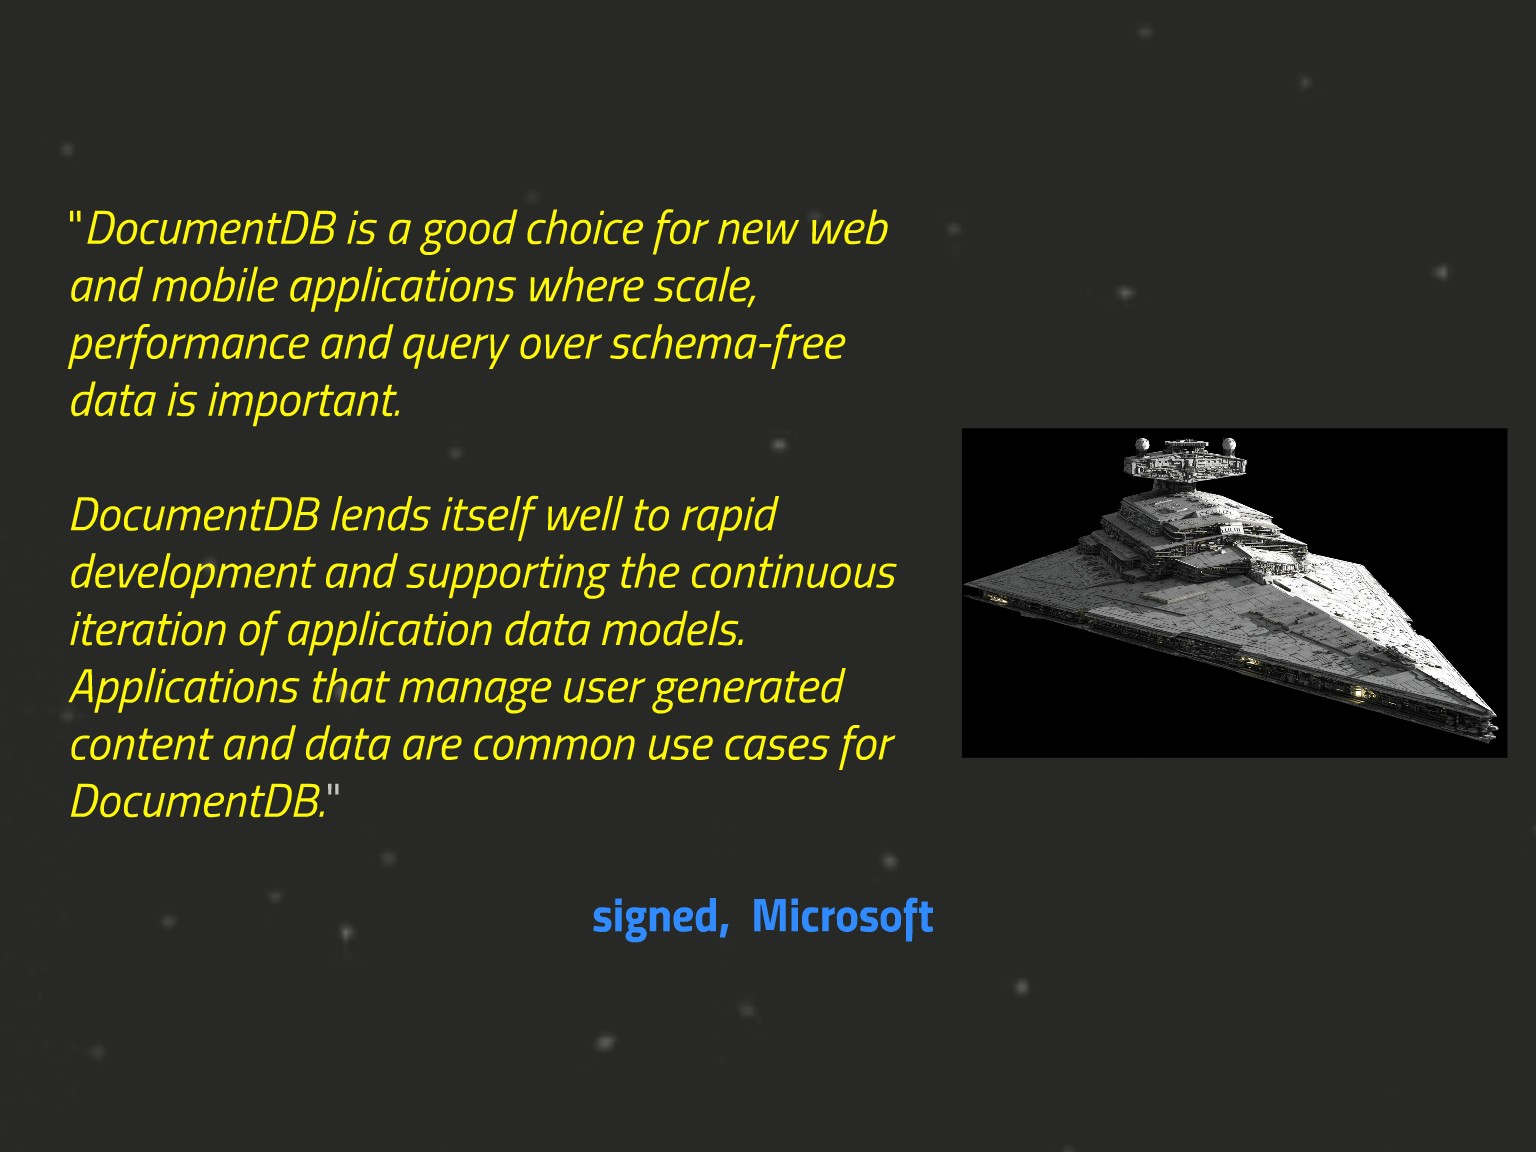 "DocumentDB is a good choice for new web
and mobile applications where scale,
performance and query over schema-free
data is important.
DocumentDB lends itself well to rapid
development and supporting the continuous
iteration of application data models.
Applications that manage user generated
content and data are common use cases for
DocumentDB."
signed, Microsoft